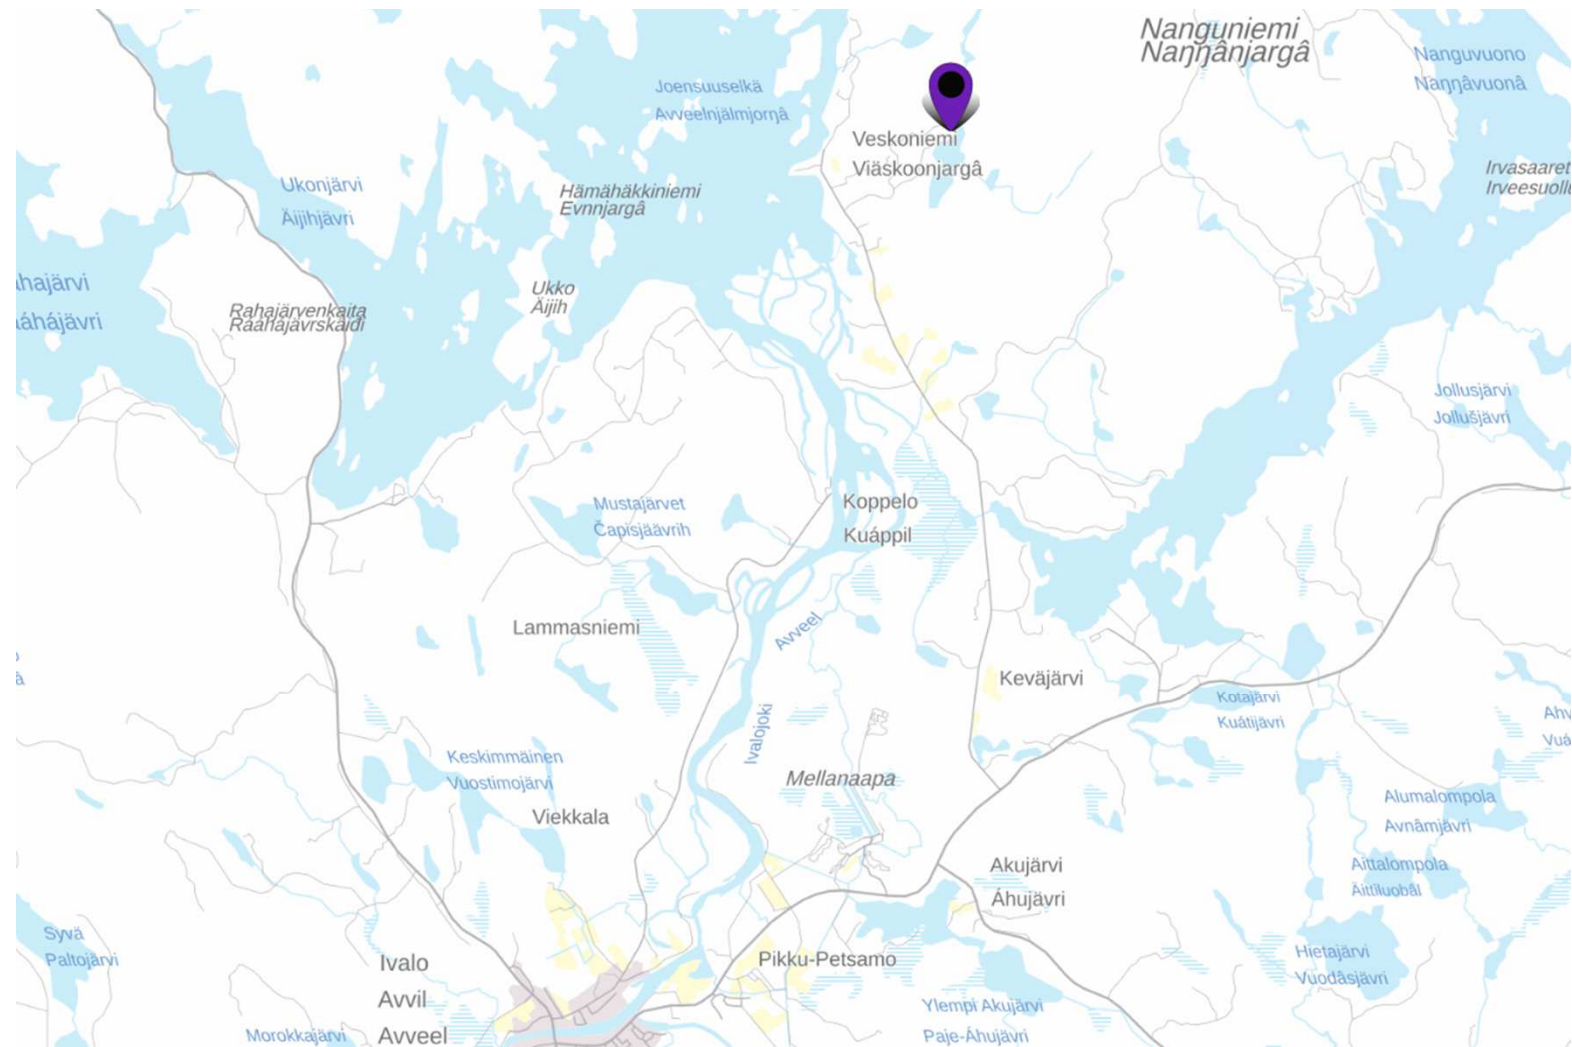 Nanguniemi
Naŋŋânjargâ
Nanguvuono
Naŋŋâvuonâ
Joensuuselkä
Avveelnjälmjorŋâ
Veskoniemi
Viäskoonjargâ
Irvasaaret
Ukonjärvi
Äijihjävri
Hämähäkkiniemi
Evnnjargâ
Ukko
Äijih
Rahajärvenkaita
Rááhájävrskäidi
Jollusjärvi
Jollušjävri
Mustajärvet
Čapisjäävrih
Koppelo
Kuáppil
Lammasniemi
Avveel
Keväjärvi
Kotajärvi
Kuátijävri
Ivalojoki
Keskimmäinen
Vuostimojärvi
Mellanaapa
Viekkala
Alumalompola
Avnâmjävri
Akujärvi
Áhujävri
Aittalompola
Äittiluobâl
Syvä
Paltojärvi
Ivalo
Avvil
Avveel
Pikku-Petsamo
Hietajärvi
Vuodâsjävri
Ylempi Akujärvi
Paje-Áhujävri
Morokkajärvi